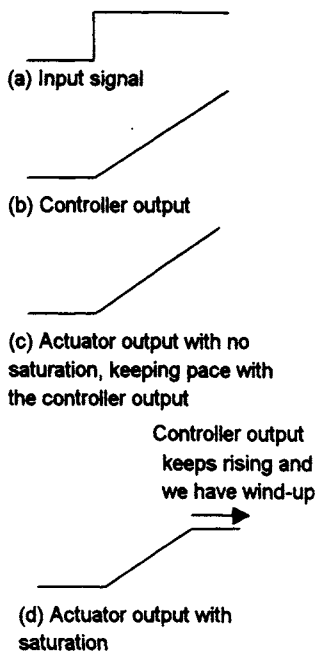 (a) Input signal
(b) Controller output
(c) Actuator output with no
saturation, keeping pace with
the controller output
Controller output
keeps rising and
we have wind-up
(d) Actuator output with
saturation